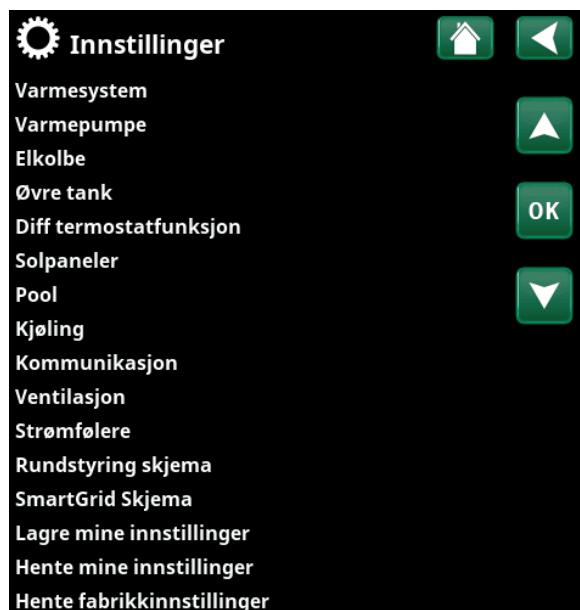 Innstillinger
Varmesystem
Varmepumpe
Elkolbe
Øvre tank
OK
Diff termostatfunksjon
Solpaneler
Pool
Kjøling
Kommunikasjon
Ventilasjon
Strømfølere
Rundstyring skjema
SmartGrid Skjema
Lagre mine innstillinger
Hente mine innstillinger
Hente fabrikkinnstillinger